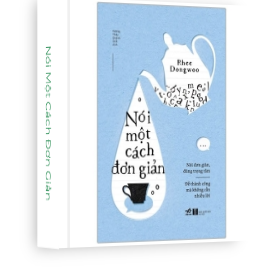 Nói Một Cách Đơn Giản
Rhee
Dongwoo
Nói
một
cách
đơn giản
Nói đơn giản,
đúng trọng tâm
Để thành công
mà không cần
nhiều lời